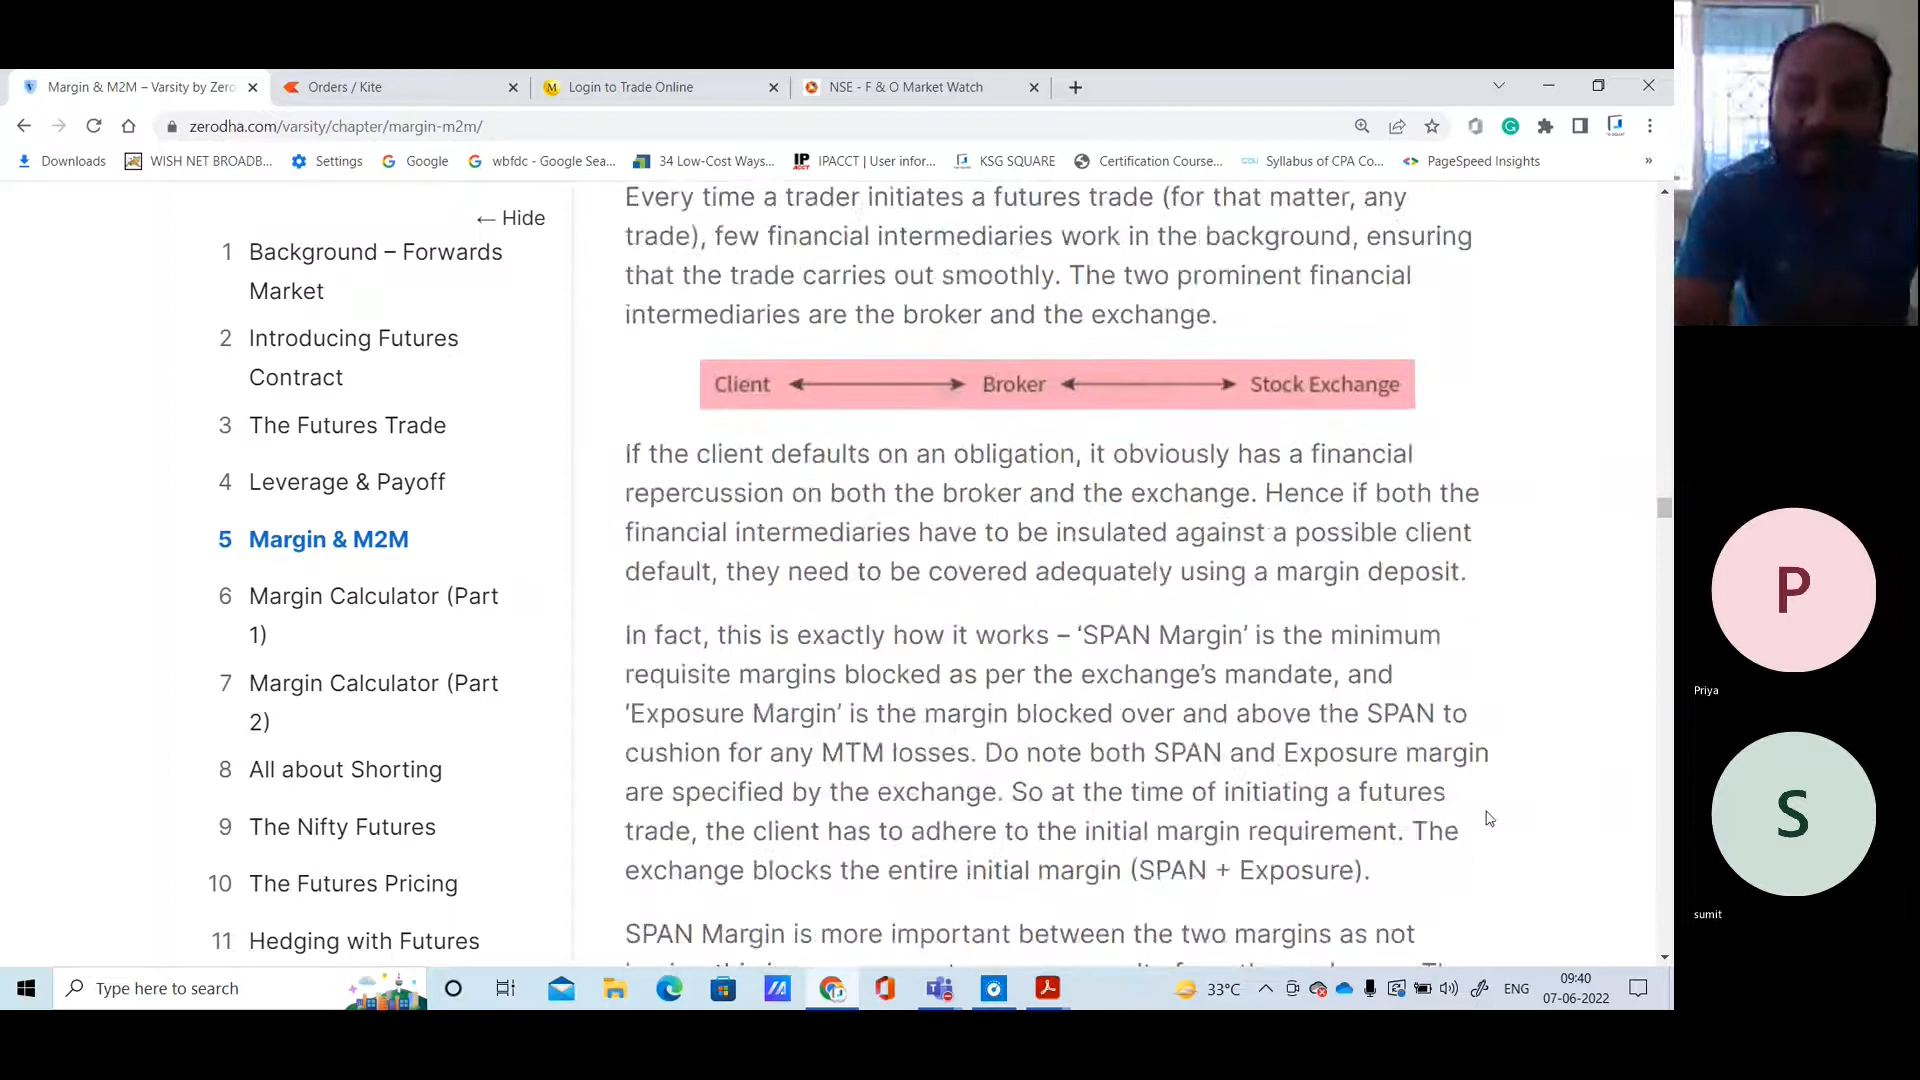 Margin & M2M – Varsity by Zero
Orders / Kite
Login to Trade Online
NSE - F & O Market Watch
zerodha.com/varsity/chapter/margin-m2m/
Downloads
WISH NET BROADB...
Settings
Google
wbfdc - Google Sea...
34 Low-Cost Ways...
IPACCT | User infor...
KSG SQUARE
Certification Course...
Syllabus of CPA Co...
PageSpeed Insights
»
← Hide
1 Background – Forwards
Market
2 Introducing Futures
Contract
3 The Futures Trade
4 Leverage & Payoff
5 Margin & M2M
6 Margin Calculator (Part
1)
7 Margin Calculator (Part
2)
8 All about Shorting
9 The Nifty Futures
10 The Futures Pricing
11 Hedging with Futures
Every time a trader initiates a futures trade (for that matter, any
trade), few financial intermediaries work in the background, ensuring
that the trade carries out smoothly. The two prominent financial
intermediaries are the broker and the exchange.
Client Broker Stock Exchange
If the client defaults on an obligation, it obviously has a financial
repercussion on both the broker and the exchange. Hence if both the
financial intermediaries have to be insulated against a possible client
default, they need to be covered adequately using a margin deposit.
In fact, this is exactly how it works – ‘SPAN Margin’ is the minimum
requisite margins blocked as per the exchange’s mandate, and
‘Exposure Margin’ is the margin blocked over and above the SPAN to
cushion for any MTM losses. Do note both SPAN and Exposure margin
are specified by the exchange. So at the time of initiating a futures
trade, the client has to adhere to the initial margin requirement. The
exchange blocks the entire initial margin (SPAN + Exposure).
SPAN Margin is more important between the two margins as not
P
Priya
S
sumit
Type here to search
33°C
ENG
09:40
07-06-2022